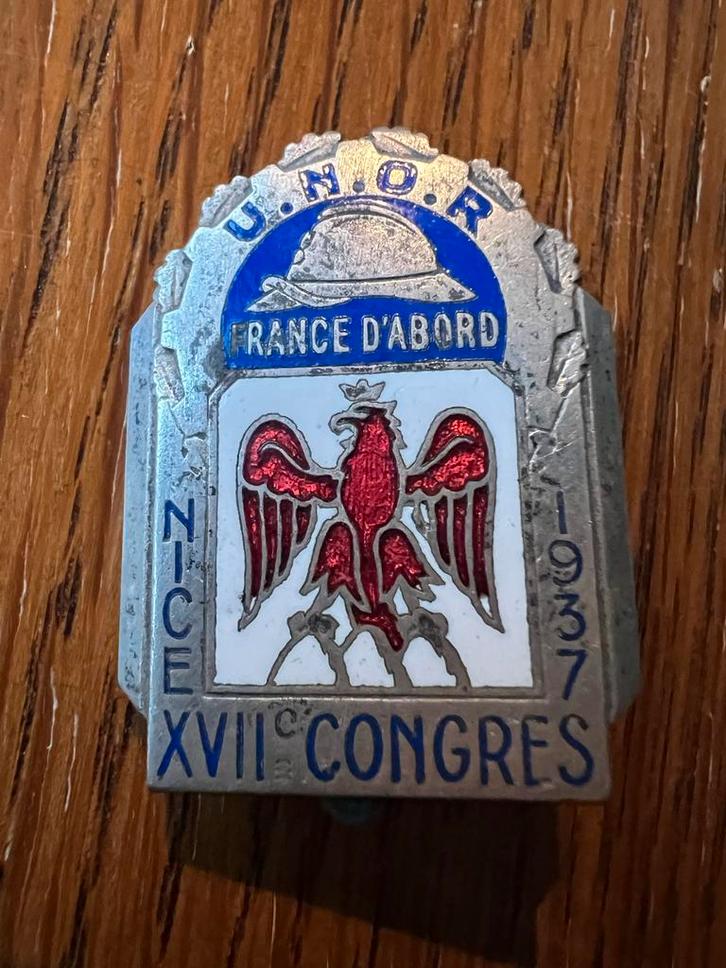 U.N.O.R
FRANCE D'ABORD
NICE
1937
XVIIe CONGRES